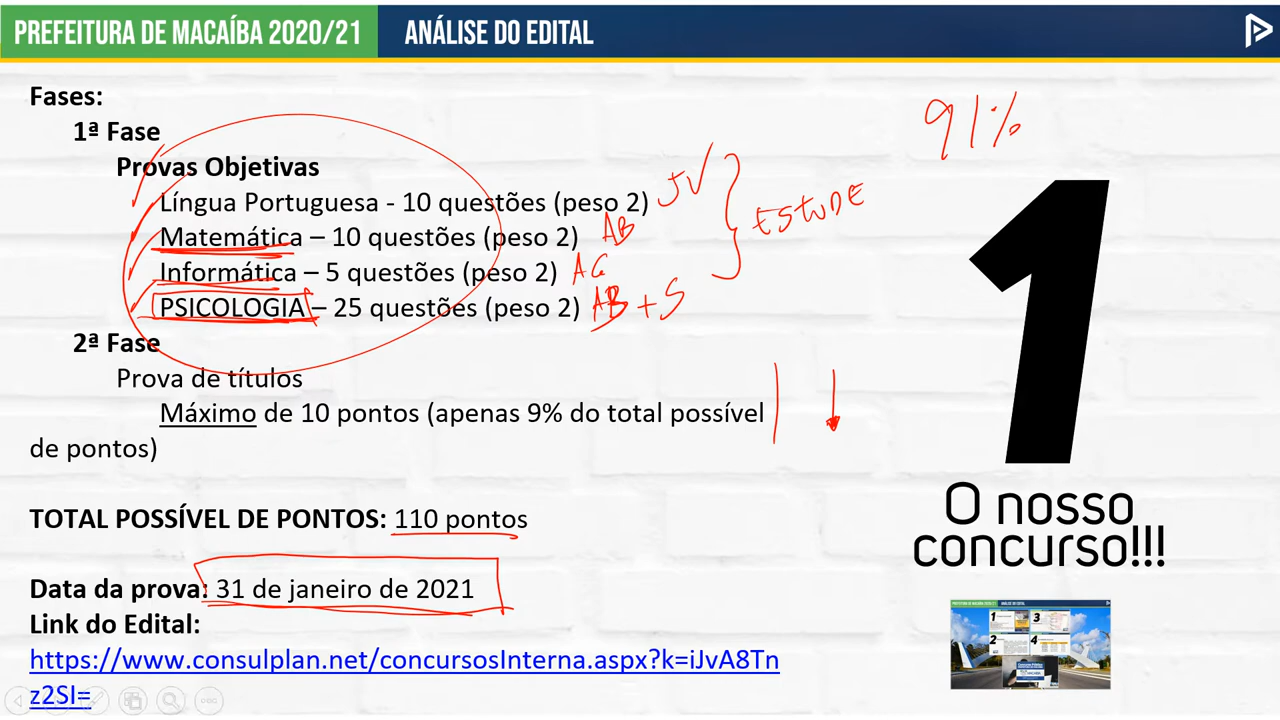 PREFEITURA DE MACAÍBA 2020/21 ANÁLISE DO EDITAL
91%
Fases:
1ª Fase
Provas Objetivas
Língua Portuguesa - 10 questões (peso 2) JV
Matemática – 10 questões (peso 2) AB
ESTUDE
Informática – 5 questões (peso 2)
PSICOLOGIA – 25 questões (peso 2) AB + S
2ª Fase
Prova de títulos
Máximo de 10 pontos (apenas 9% do total possível
de pontos)
TOTAL POSSÍVEL DE PONTOS: 110 pontos
Data da prova: 31 de janeiro de 2021
Link do Edital:
https://www.consulplan.net/concursosInterna.aspx?k=iJvA8Tn
z2SI=
1
O nosso
concurso!!!